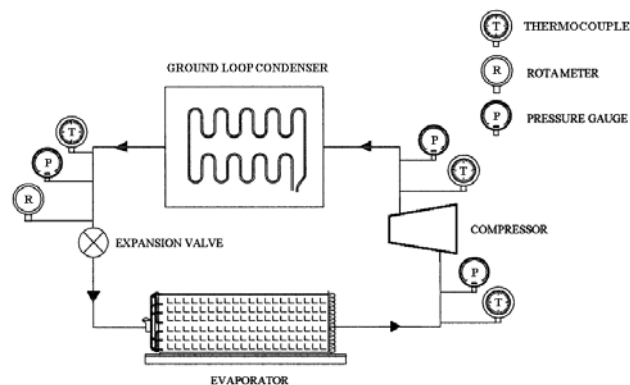 T
THERMOCOUPLE
GROUND LOOP CONDENSER
R
ROTAMETER
P
PRESSURE GAUGE
T
P
R
P
T
EXPANSION VALVE
COMPRESSOR
P
T
EVAPORATOR